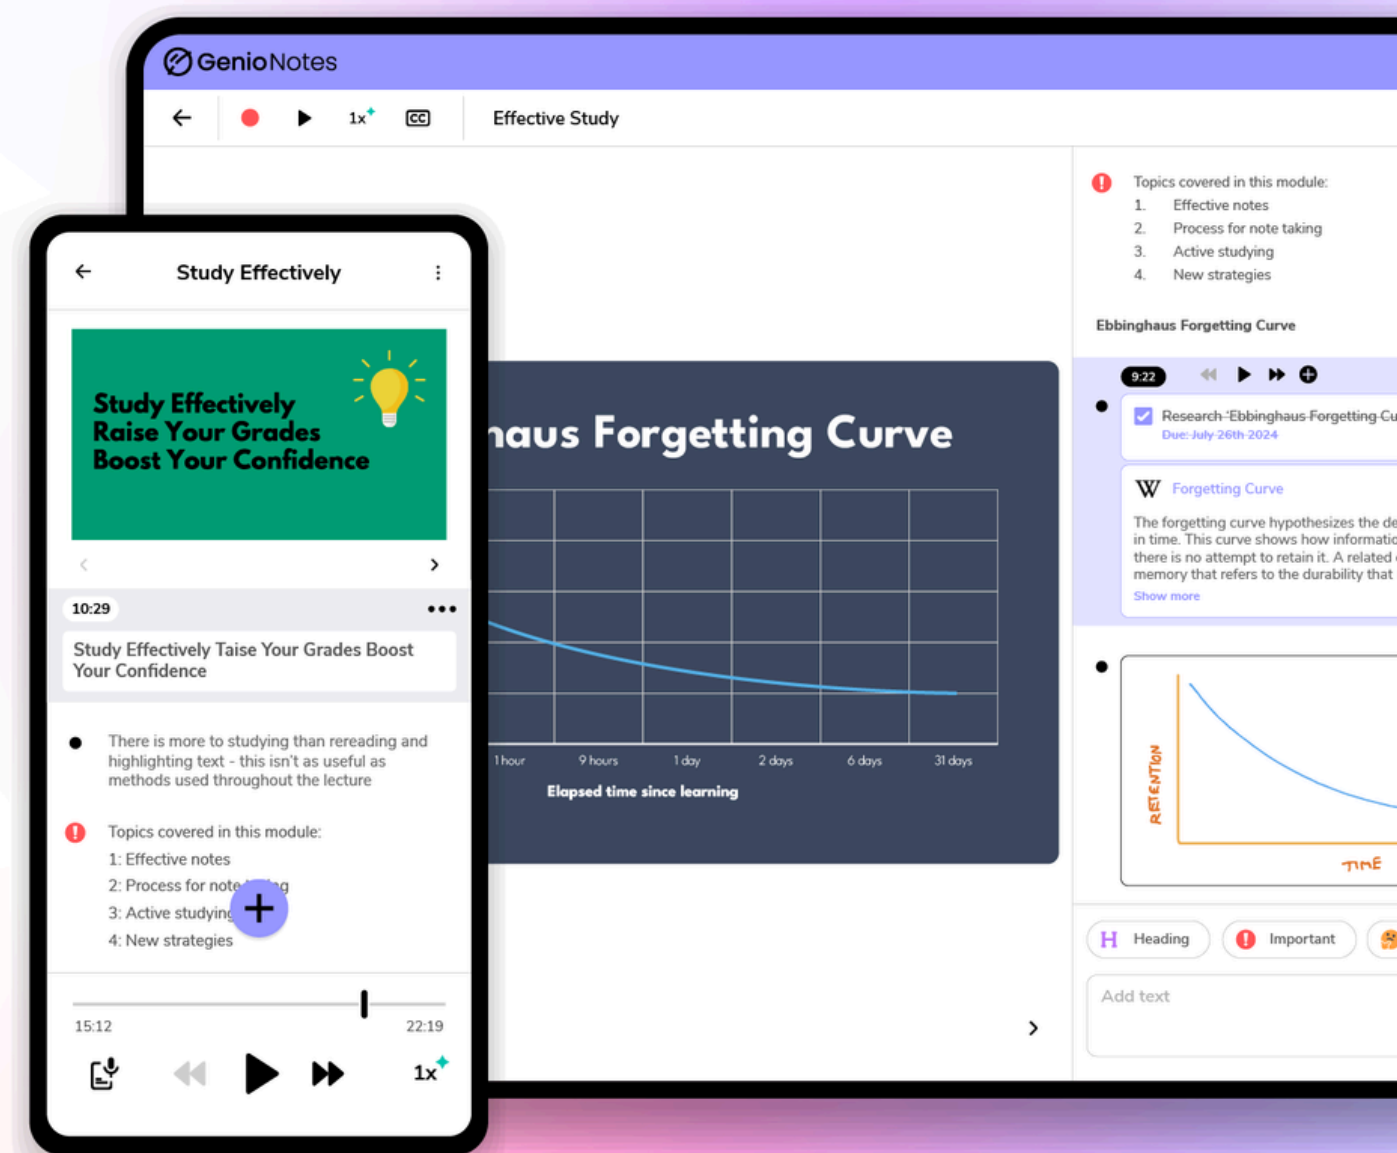 GenioNotes
1x
CC
Effective Study
Topics covered in this module:
1. Effective notes
2. Process for note taking
3. Active studying
4. New strategies
Ebbinghaus Forgetting Curve
9:22
Research 'Ebbinghaus Forgetting
Due: July 26th 2024
W Forgetting Curve
The forgetting curve hypothesizes the
in time. This curve shows how
there is no attempt to retain it. A related
memory that refers to the durability that
Show more
RETENTION
TIME
H Heading
Important
Add text
Forgetting Curve
1 hour 9 hours 1 day 2 days 6 days 31 days
Elapsed time since learning
Study Effectively
Study Effectively
Raise Your Grades
Boost Your Confidence
10:29
Study Effectively Taise Your Grades Boost
Your Confidence
There is more to studying than rereading and
highlighting text - this isn't as useful as
methods used throughout the lecture
Topics covered in this module:
1: Effective notes
2: Process for note
3: Active studying
4: New strategies
15:12
22:19
1x